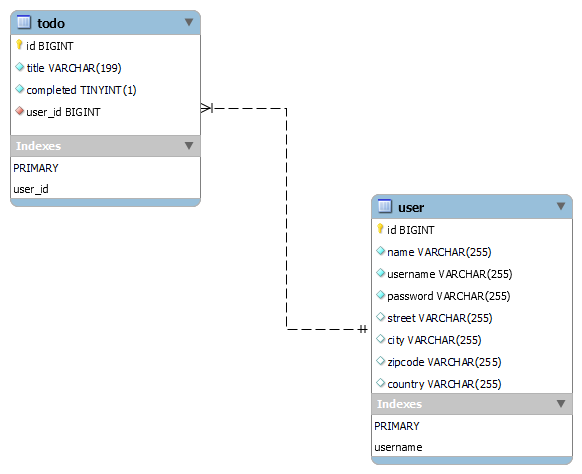 todo
id BIGINT
title VARCHAR(199)
completed TINYINT(1)
user_id BIGINT
Indexes
PRIMARY
user_id
user
id BIGINT
name VARCHAR(255)
username VARCHAR(255)
password VARCHAR(255)
street VARCHAR(255)
city VARCHAR(255)
zipcode VARCHAR(255)
country VARCHAR(255)
Indexes
PRIMARY
username